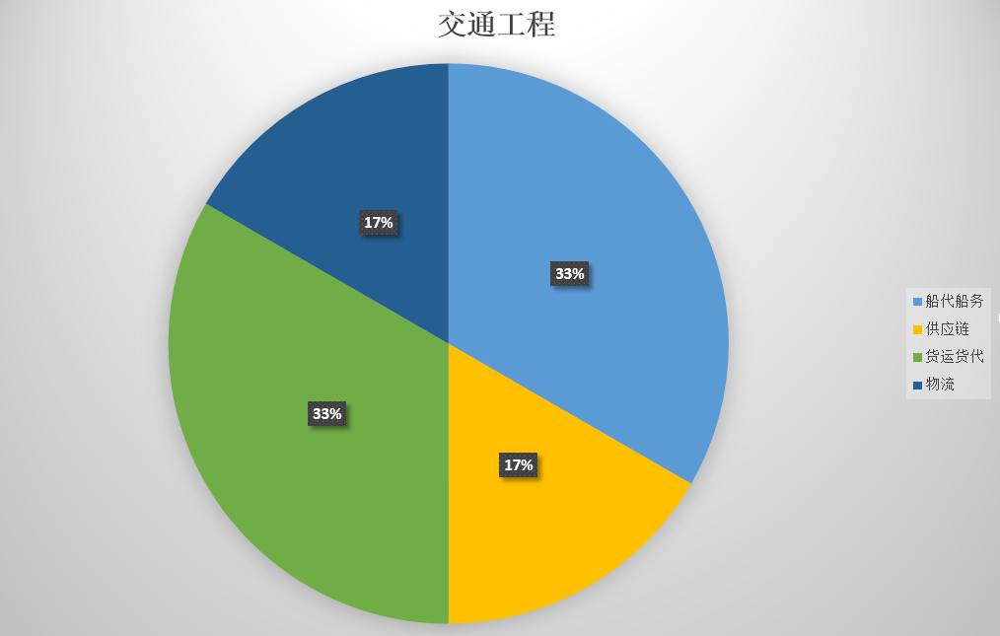 交通工程
17%
33%
33%
17%
船代船务
供应链
货运货代
物流